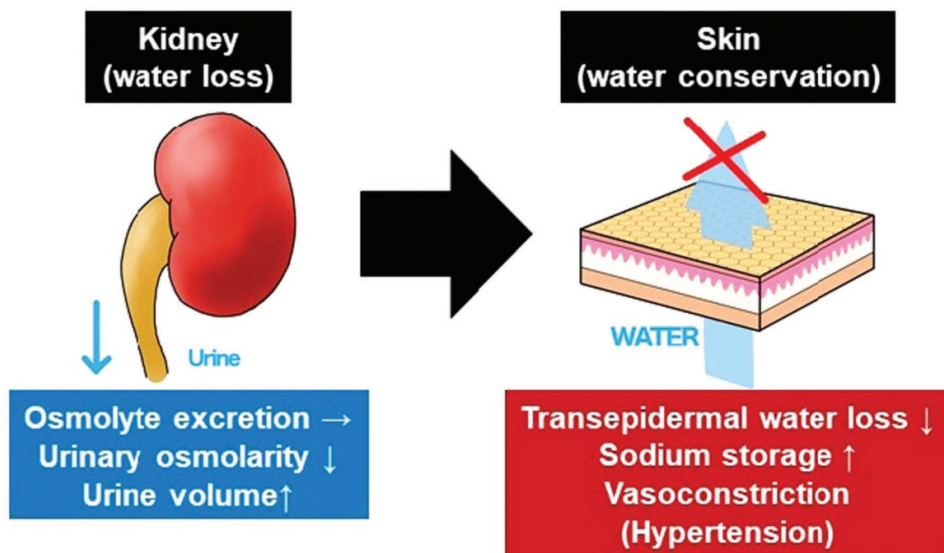 Kidney
(water loss)
Skin
(water conservation)
Urine
WATER
Osmolyte excretion →
Urinary osmolarity ↓
Urine volume↑
Transepidermal water loss ↓
Sodium storage ↑
Vasoconstriction
(Hypertension)